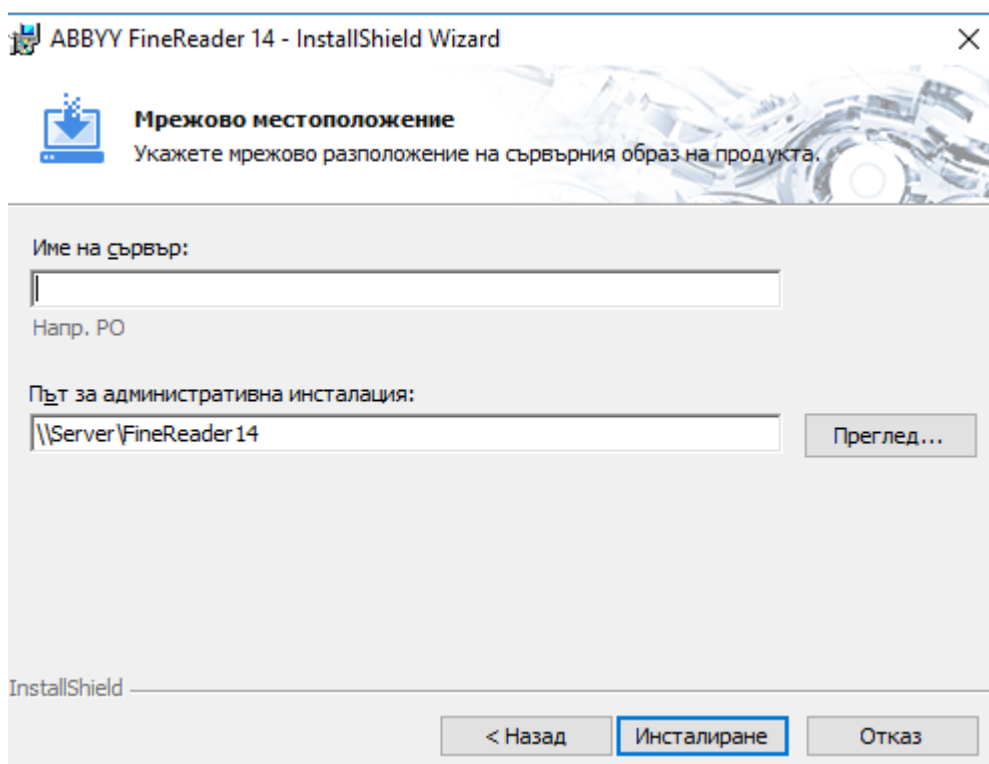 ABBYY FineReader 14 - InstallShield Wizard
Мрежово местоположение
Укажете мрежово разположение на сървърния образ на продукта.
Име на сървър:
Напр. PO
Път за административна инсталация:
\\Server\FineReader14
Преглед...
InstallShield
< Назад
Инсталиране
Отказ